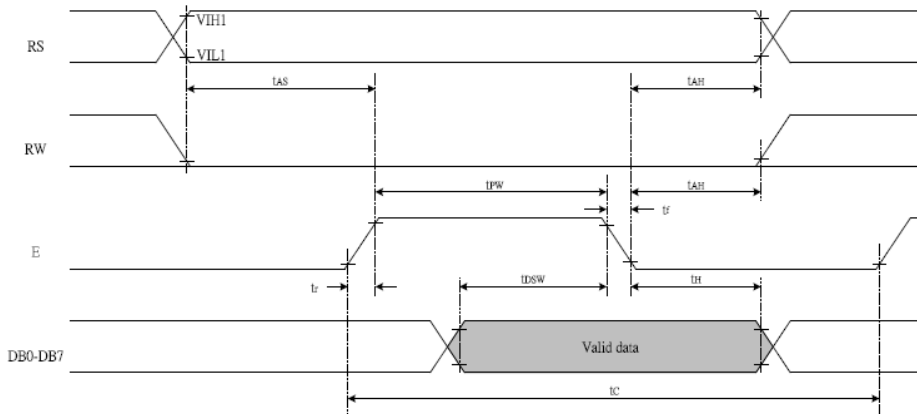 VIH1
RS
VIL1
tAS
tAH
RW
tPW
tAH
tf
E
tDSW
tH
tr
Valid data
DB0-DB7
tC